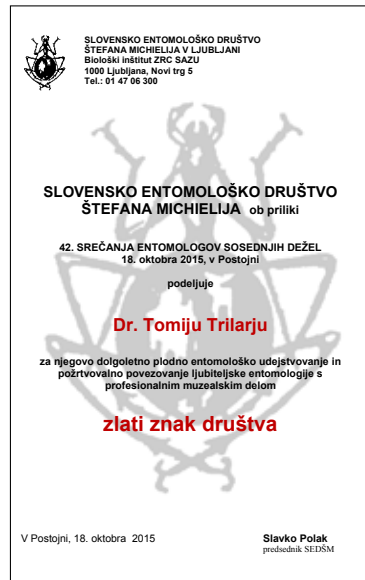 SLOVENSKO ENTOMOLOŠKO DRUŠTVO
ŠTEFANA MICHIELIJA V LJUBLJANI
Biološki inštitut ZRC SAZU
1000 Ljubljana, Novi trg 5
Tel.: 01 47 06 300
SLOVENSKO ENTOMOLOŠKO DRUŠTVO
ŠTEFANA MICHIELIJA ob priliki
42. SREČANJA ENTOMOLOGOV SOSEDNJIH DEŽEL
18. oktobra 2015, v Postojni
podeljuje
Dr. Tomiju Trilarju
za njegovo dolgoletno plodno entomološko udejstvovanje in
požrtvovalno povezovanje ljubiteljske entomologije s
profesionalnim muzealskim delom
zlati znak društva
V Postojni, 18. oktobra 2015
Slavko Polak
predsednik SEDŠM